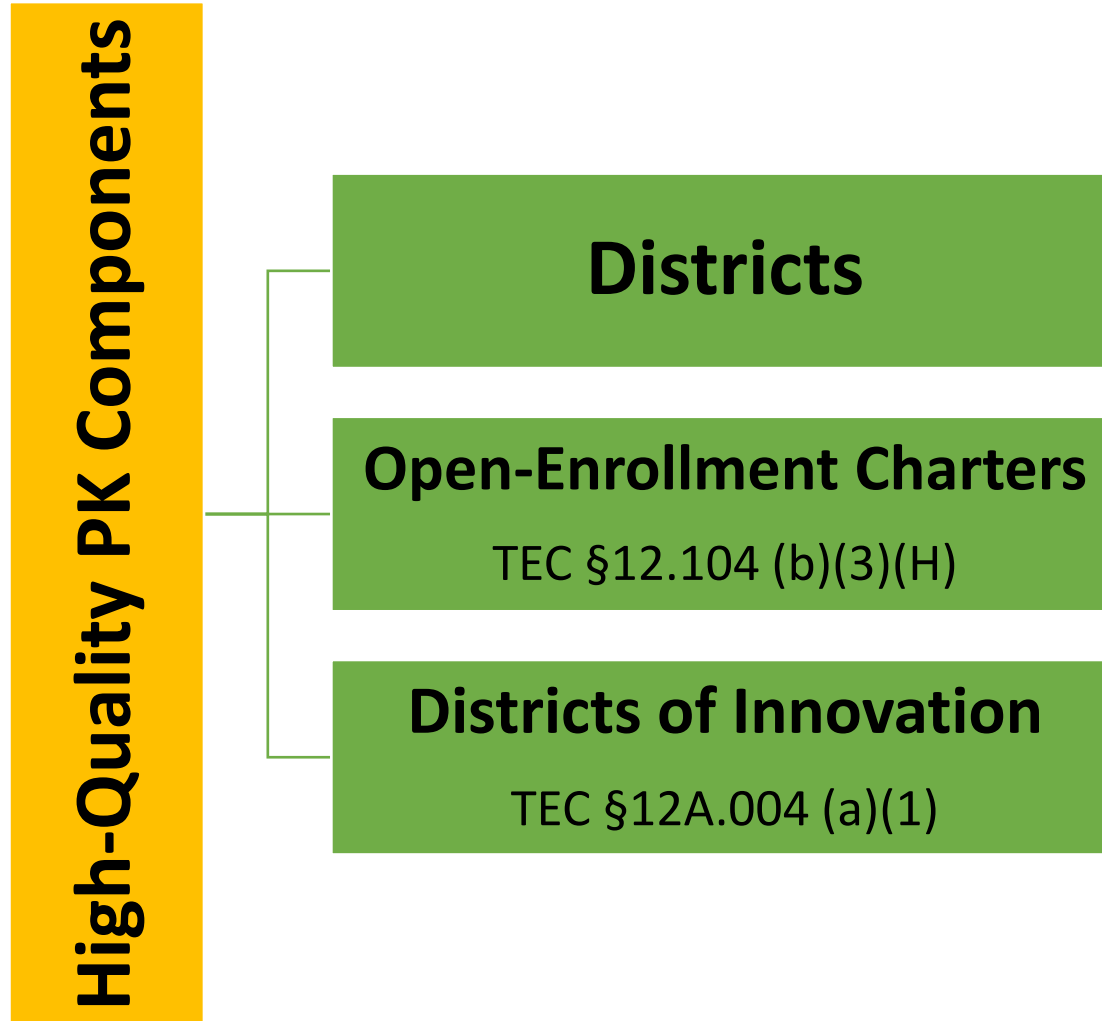 High-Quality PK Components
Districts
Open-Enrollment Charters
TEC §12.104 (b)(3)(H)
Districts of Innovation
TEC §12A.004 (a)(1)